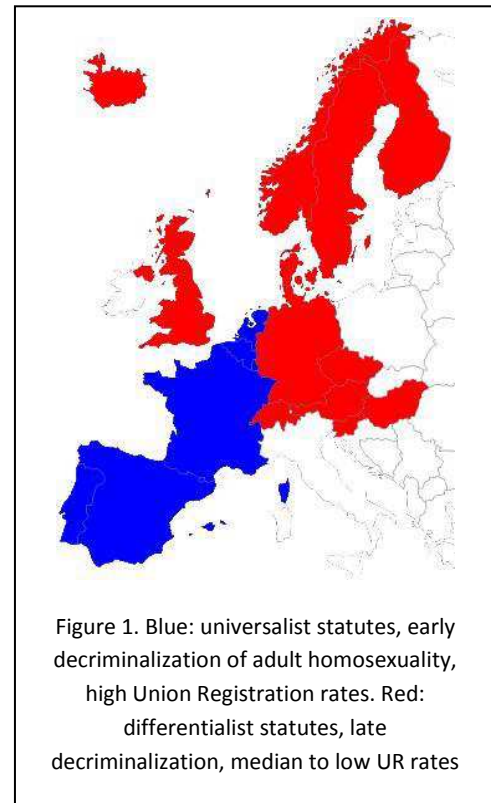 Figure 1. Blue: universalist statutes, early
decriminalization of adult homosexuality,
high Union Registration rates. Red:
differentialist statutes, late
decriminalization, median to low UR rates